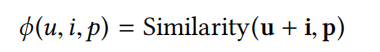 ϕ(u, i, p) = Similarity(u + i, p)